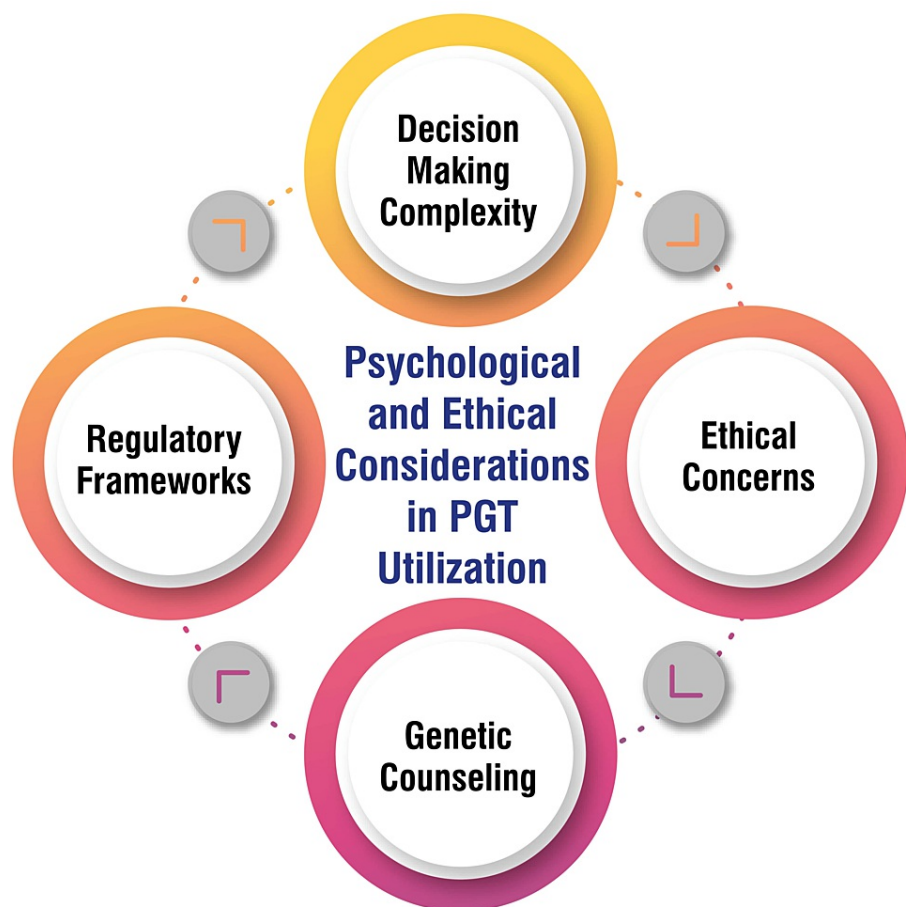 Decision
Making
Complexity
Regulatory
Frameworks
Psychological
and Ethical
Considerations
in PGT
Utilization
Ethical
Concerns
Genetic
Counseling